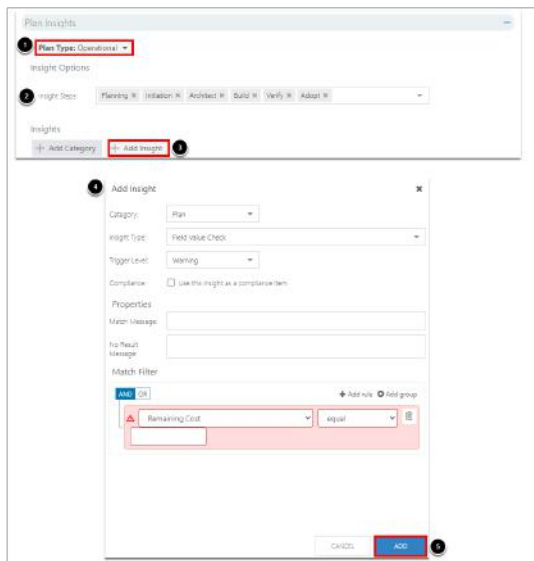 Plan Insights
1 Plan Type: Operational
Insight Options
2 Insight Steps: Planning × Initiation × Architect × Build × Verify × Adopt ×
Insights
+ Add Category + Add Insight 3
4 Add Insight ×
Category: Plan
Insight Type: Field Value Check
Trigger Level: Warning
Compliance: Use this insight as a compliance item
Properties
Match Message:
No Result
Message:
Match Filter
AND OR + Add rule Add group
Remaining Cost equal
CANCEL ADD 5